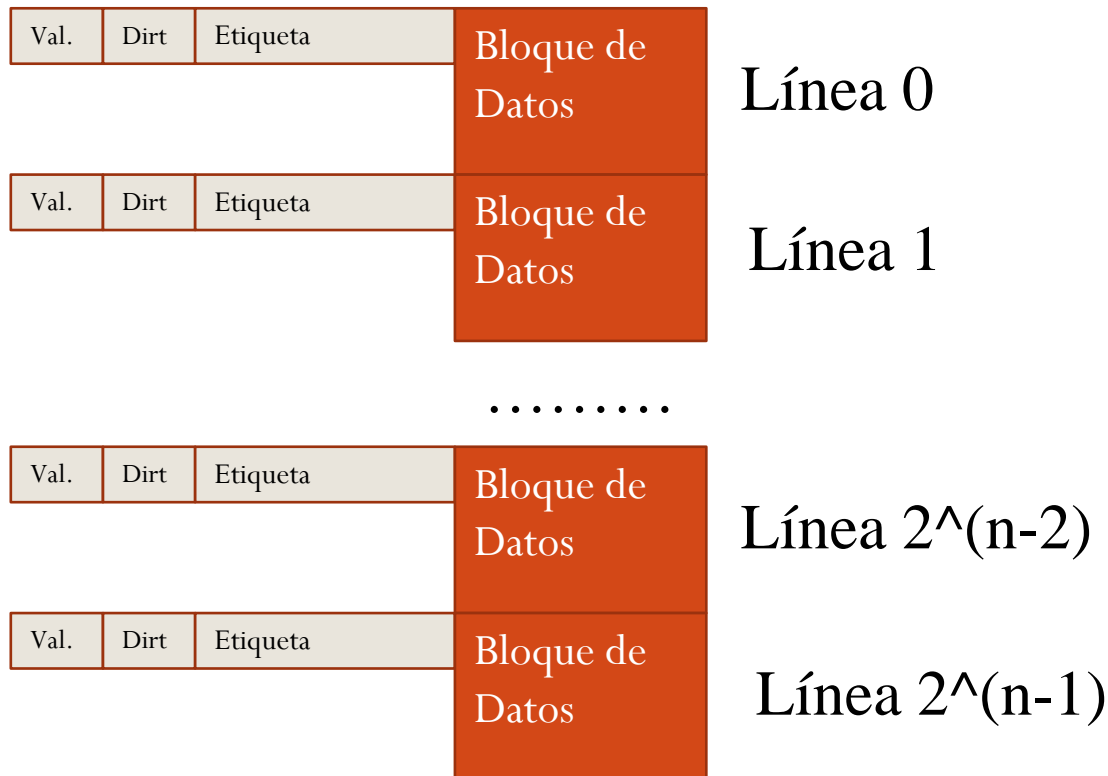 Val. Dirt Etiqueta Bloque de
Datos
Línea 0
Val. Dirt Etiqueta Bloque de
Datos
Línea 1
.........
Val. Dirt Etiqueta Bloque de
Datos
Línea 2^(n-2)
Val. Dirt Etiqueta Bloque de
Datos
Línea 2^(n-1)